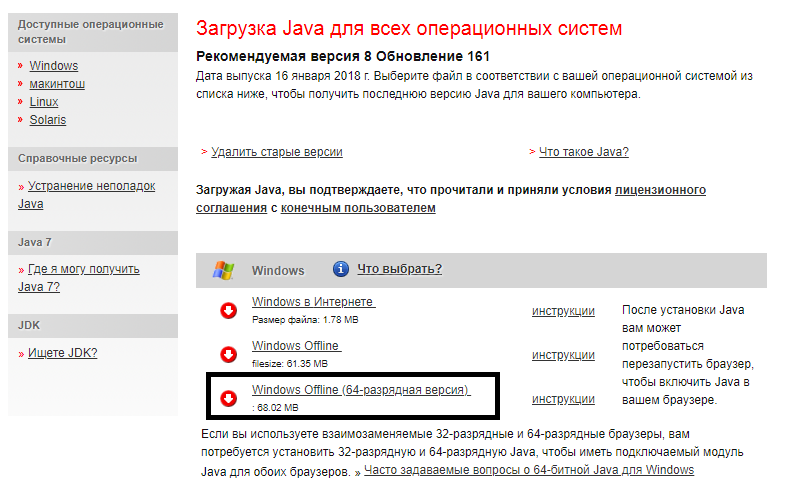 Доступные операционные
системы
» Windows
» макинтош
» Linux
» Solaris
Справочные ресурсы
» Устранение неполадок
Java
Java 7
» Где я могу получить
Java 7?
JDK
» Ищете JDK?
Загрузка Java для всех операционных систем
Рекомендуемая версия 8 Обновление 161
Дата выпуска 16 января 2018 г. Выберите файл в соответствии с вашей операционной системой из
списка ниже, чтобы получить последнюю версию Java для вашего компьютера.
» Удалить старые версии
» Что такое Java?
Загружая Java, вы подтверждаете, что прочитали и приняли условия лицензионного
соглашения с конечным пользователем
Windows
i Что выбрать?
Windows в Интернете
Размер файла: 1.78 MB
инструкции
Windows Offline
filesize: 61.35 MB
инструкции
Windows Offline (64-разрядная версия)
: 68.02 MB
инструкции
После установки Java
вам может
потребоваться
перезапустить браузер,
чтобы включить Java в
вашем браузере.
Если вы используете взаимозаменяемые 32-разрядные и 64-разрядные браузеры, вам
потребуется установить 32-разрядную и 64-разрядную Java, чтобы иметь подключаемый модуль
Java для обоих браузеров. » Часто задаваемые вопросы о 64-битной Java для Windows